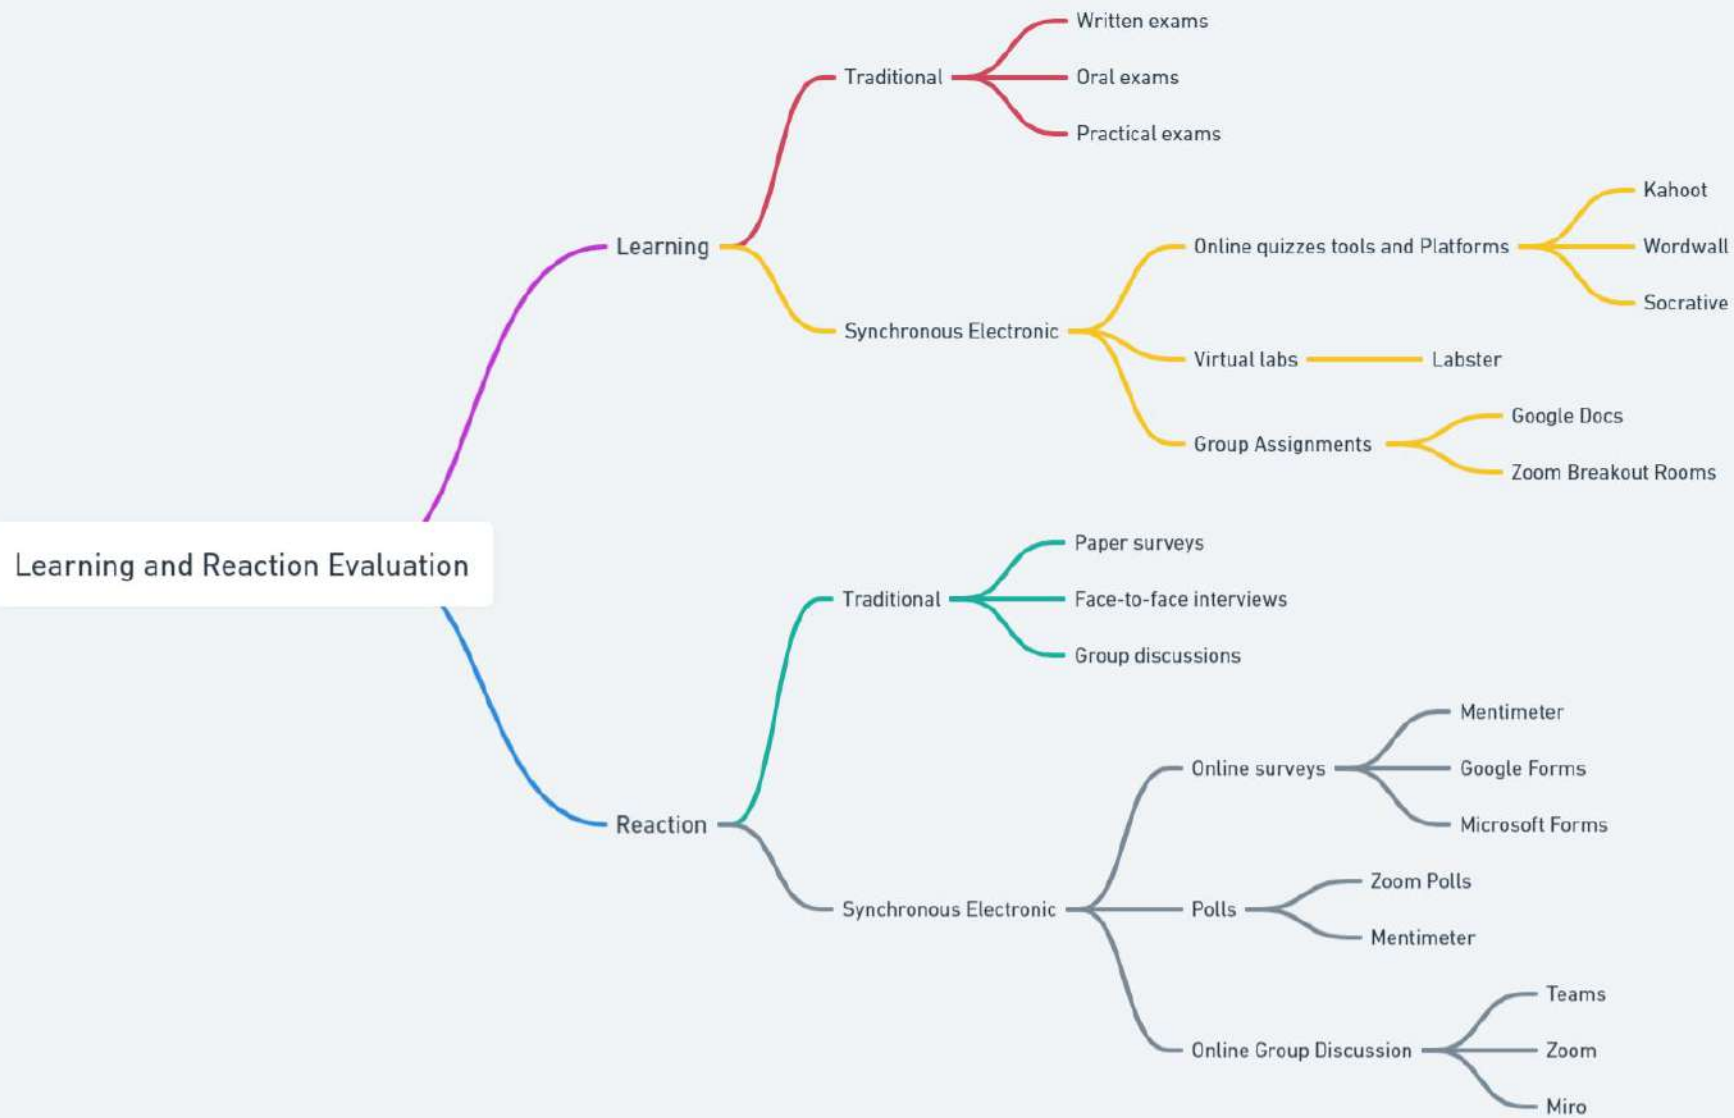 Learning and Reaction Evaluation
Learning
Traditional
Written exams
Oral exams
Practical exams
Synchronous Electronic
Online quizzes tools and Platforms
Kahoot
Wordwall
Socrative
Virtual labs
Labster
Group Assignments
Google Docs
Zoom Breakout Rooms
Reaction
Traditional
Paper surveys
Face-to-face interviews
Group discussions
Synchronous Electronic
Online surveys
Mentimeter
Google Forms
Microsoft Forms
Polls
Zoom Polls
Mentimeter
Online Group Discussion
Teams
Zoom
Miro